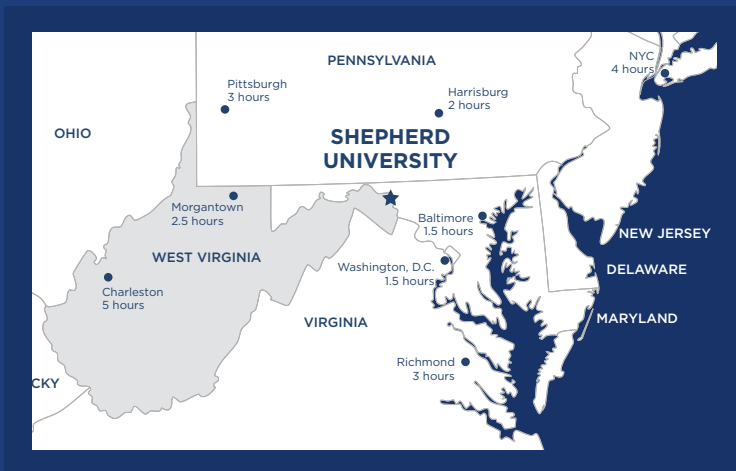 PENNSYLVANIA
NYC
4 hours
Pittsburgh
3 hours
Harrisburg
2 hours
OHIO
SHEPHERD
UNIVERSITY
Morgantown
2.5 hours
Baltimore
1.5 hours
NEW JERSEY
WEST VIRGINIA
Washington, D.C.
1.5 hours
DELAWARE
Charleston
5 hours
VIRGINIA
MARYLAND
Richmond
3 hours
CKY